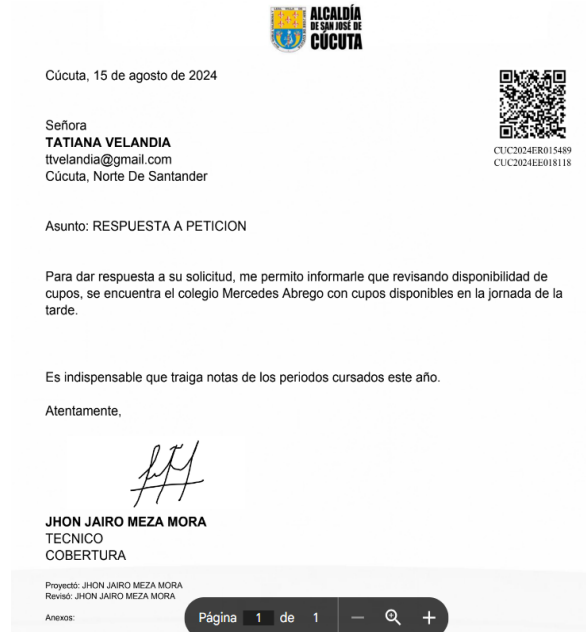 ALCALDÍA
DE SAN JOSÉ DE
CÚCUTA
Cúcuta, 15 de agosto de 2024
CUC2024ER015489
CUC2024EE018118
Señora
TATIANA VELANDIA
ttvelandia@gmail.com
Cúcuta, Norte De Santander
Asunto: RESPUESTA A PETICION
Para dar respuesta a su solicitud, me permito informarle que revisando disponibilidad de
cupos, se encuentra el colegio Mercedes Abrego con cupos disponibles en la jornada de la
tarde.
Es indispensable que traiga notas de los periodos cursados este año.
Atentamente,
JHON JAIRO MEZA MORA
TECNICO
COBERTURA
Proyectó: JHON JAIRO MEZA MORA
Revisó: JHON JAIRO MEZA MORA
Anexos:
Página 1 de 1